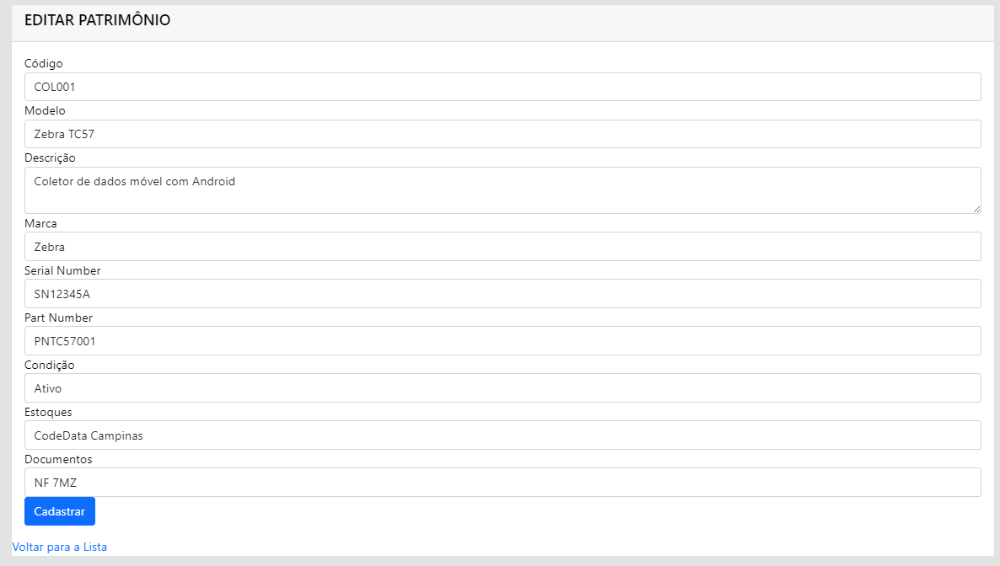 EDITAR PATRIMÔNIO
Código
COL001
Modelo
Zebra TC57
Descrição
Coletor de dados móvel com Android
Marca
Zebra
Serial Number
SN12345A
Part Number
PNTC57001
Condição
Ativo
Estoques
CodeData Campinas
Documentos
NF 7MZ
Cadastrar
Voltar para a Lista